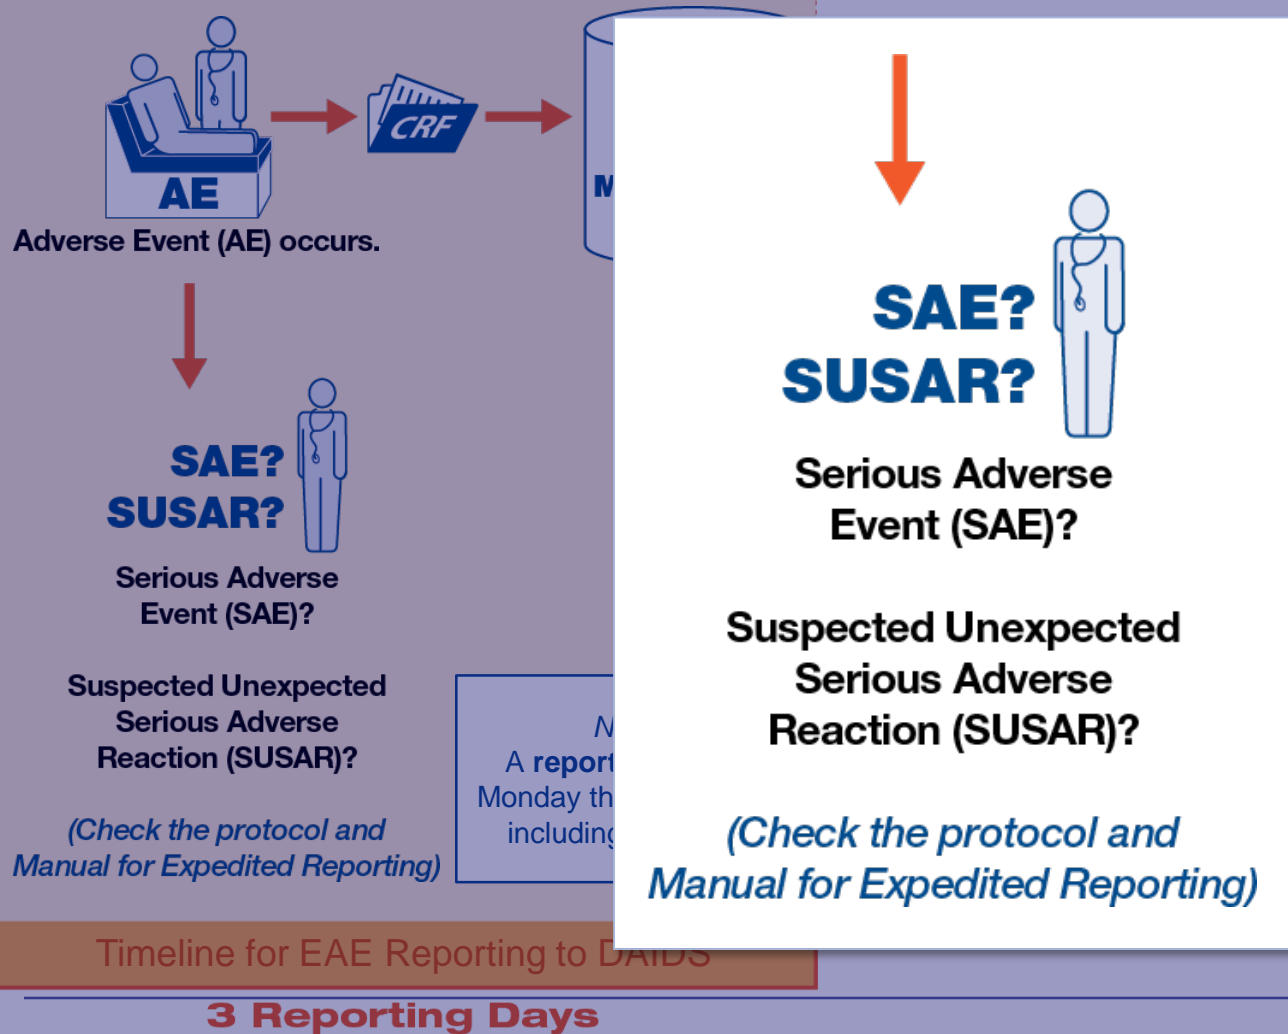 AE
CRF
M
Adverse Event (AE) occurs.
SAE?
SUSAR?
Serious Adverse
Event (SAE)?
Suspected Unexpected
Serious Adverse
Reaction (SUSAR)?
(Check the protocol and
Manual for Expedited Reporting)
N
A report
Monday th
including
SAE?
SUSAR?
Serious Adverse
Event (SAE)?
Suspected Unexpected
Serious Adverse
Reaction (SUSAR)?
(Check the protocol and
Manual for Expedited Reporting)
Timeline for EAE Reporting to DAIDS
3 Reporting Days